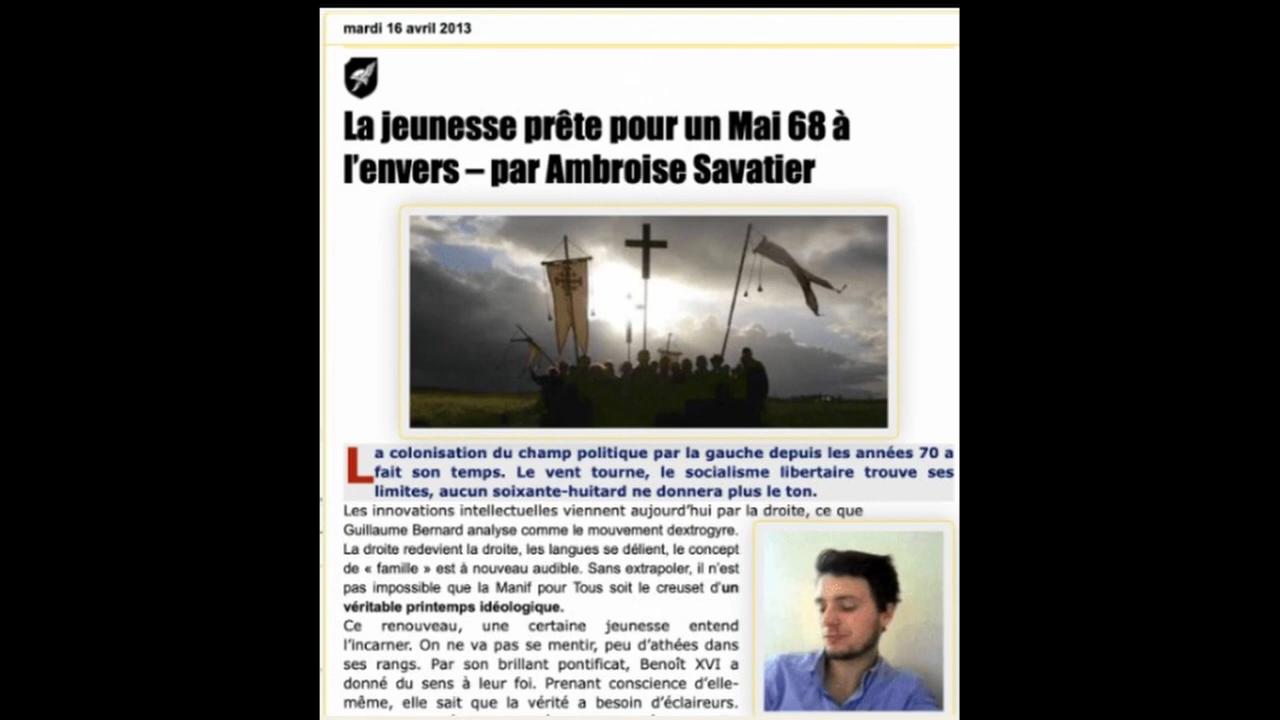 mardi 16 avril 2013
La jeunesse prête pour un Mai 68 à
l'envers – par Ambroise Savatier
La colonisation du champ politique par la gauche depuis les années 70 a
fait son temps. Le vent tourne, le socialisme libertaire trouve ses
limites, aucun soixante-huitard ne donnera plus le ton.
Les innovations intellectuelles viennent aujourd'hui par la droite, ce que
Guillaume Bernard analyse comme le mouvement dextrogyre.
La droite redevient la droite, les langues se délient, le concept
de « famille » est à nouveau audible. Sans extrapoler, il n'est
pas impossible que la Manif pour Tous soit le creuset d'un
véritable printemps idéologique.
Ce renouveau, une certaine jeunesse entend
l'incarner. On ne va pas se mentir, peu d'athées dans
ses rangs. Par son brillant pontificat, Benoît XVI a
donné du sens à leur foi. Prenant conscience d'elle-
même, elle sait que la vérité a besoin d'éclaireurs.